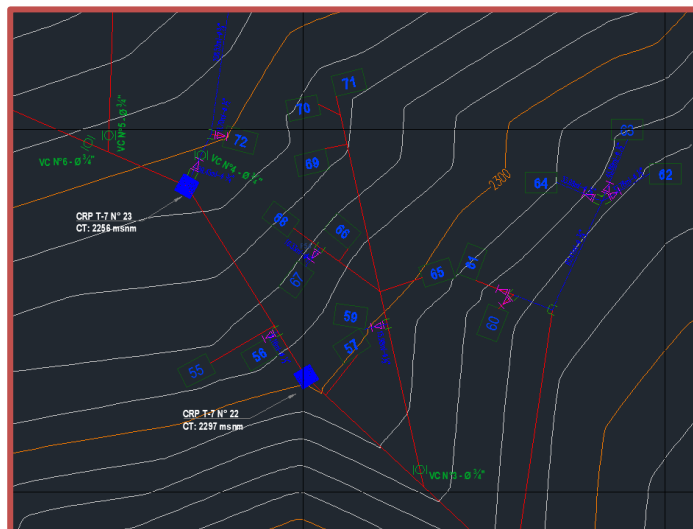 71
70
63
VC N°5 - Ø ¾"
72
VC N°6 - Ø ¾"
VC N°4 - Ø ¾"
69
64
62
2300
CRP T-7 N° 23
CT: 2256 msnm
68
66
67
65
61
59
60
57
56
55
CRP T-7 N° 22
CT: 2297 msnm
VC N°3 - Ø ¾"